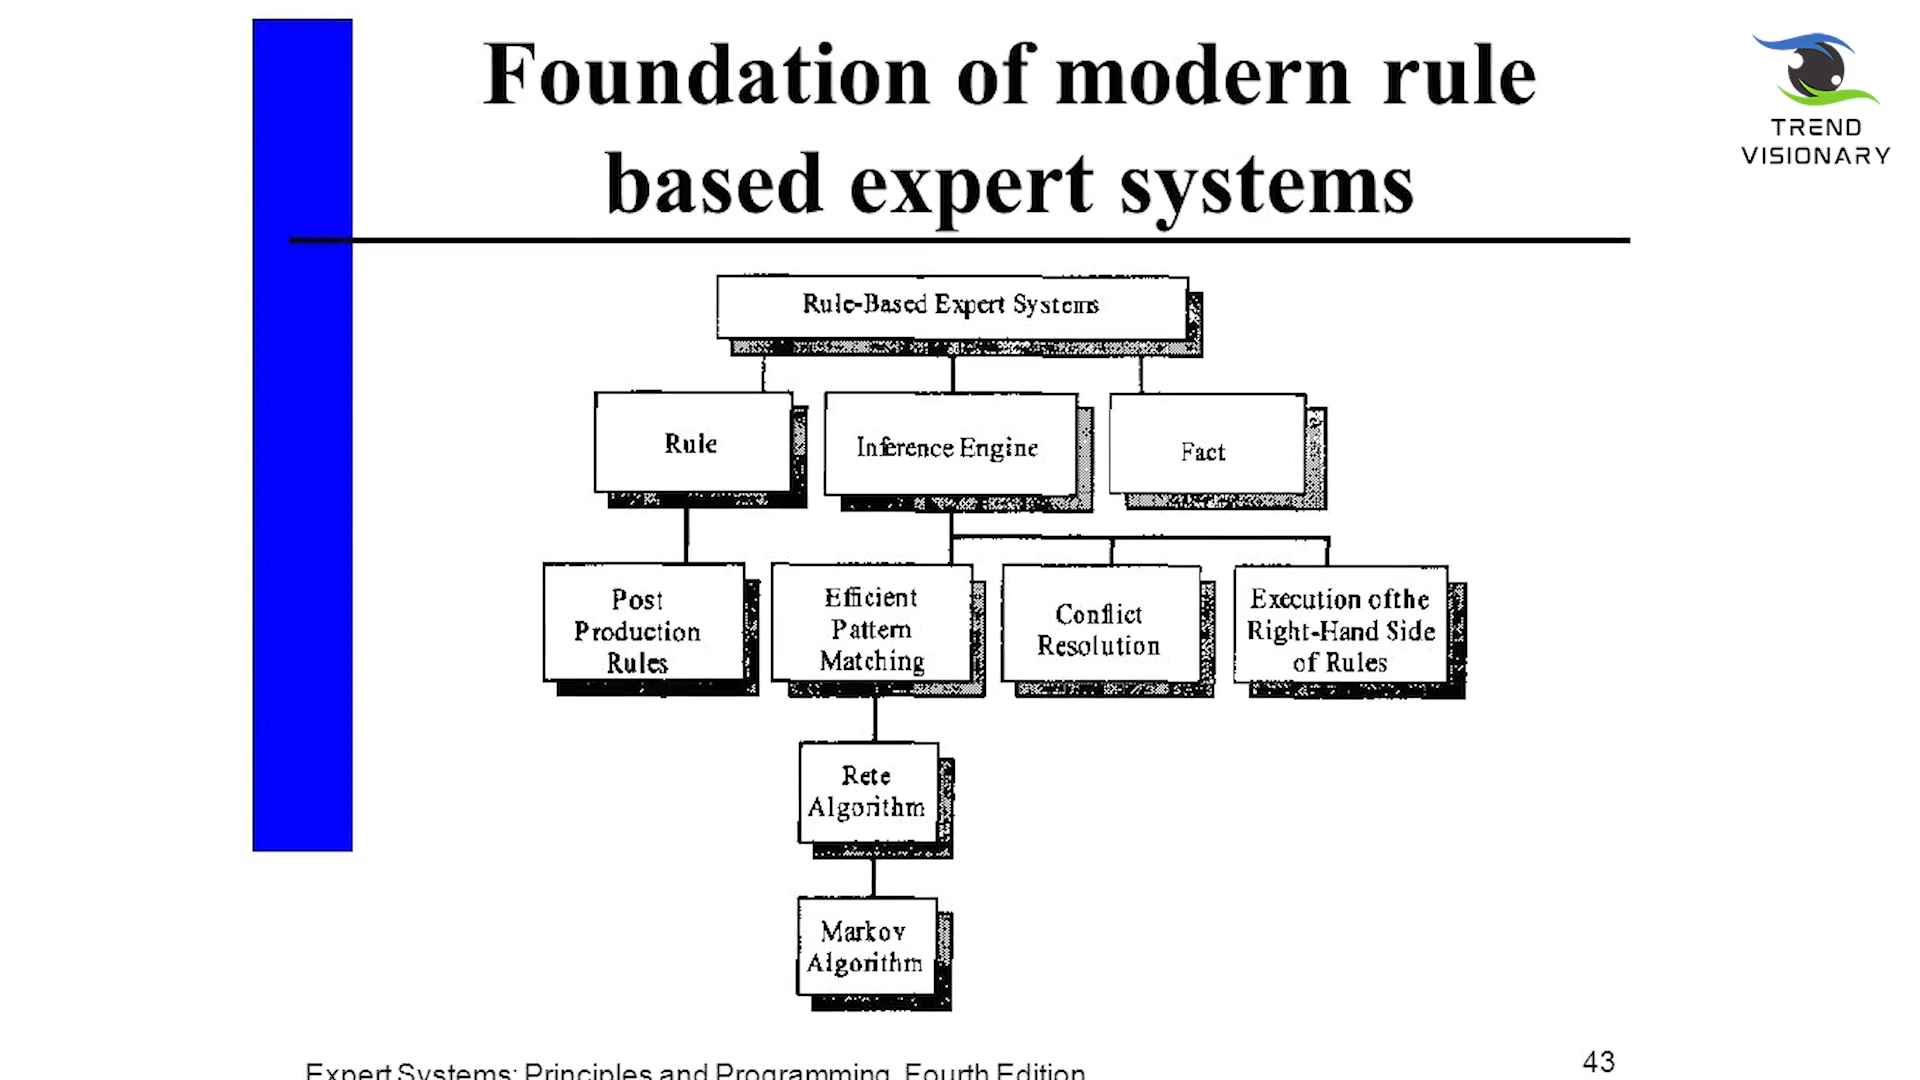 Foundation of modern rule
based expert systems
TREND
VISIONARY
Rule-Based Expert Systems
Rule
Inference Engine
Fact
Post
Production
Rules
Efficient
Pattern
Matching
Conflict
Resolution
Execution of the
Right-Hand Side
of Rules
Rete
Algorithm
Markov
Algorithm
Expert Systems: Principles and Programming, Fourth Edition
43